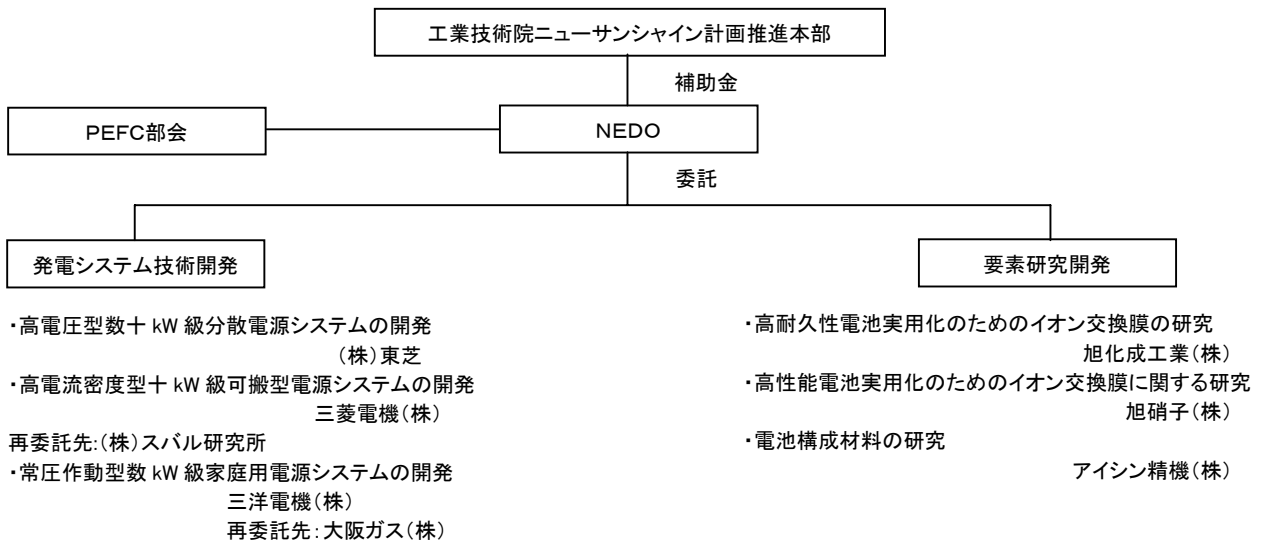 工業技術院ニューサンシャイン計画推進本部
補助金
PEFC部会
NEDO
委託
発電システム技術開発
・高電圧型数十 kW 級分散電源システムの開発
(株)東芝
・高電流密度型十 kW 級可搬型電源システムの開発
三菱電機(株)
再委託先:(株)スバル研究所
・常圧作動型数 kW 級家庭用電源システムの開発
三洋電機(株)
再委託先:大阪ガス(株)
要素研究開発
・高耐久性電池実用化のためのイオン交換膜の研究
旭化成工業(株)
・高性能電池実用化のためのイオン交換膜に関する研究
旭硝子(株)
・電池構成材料の研究
アイシン精機(株)